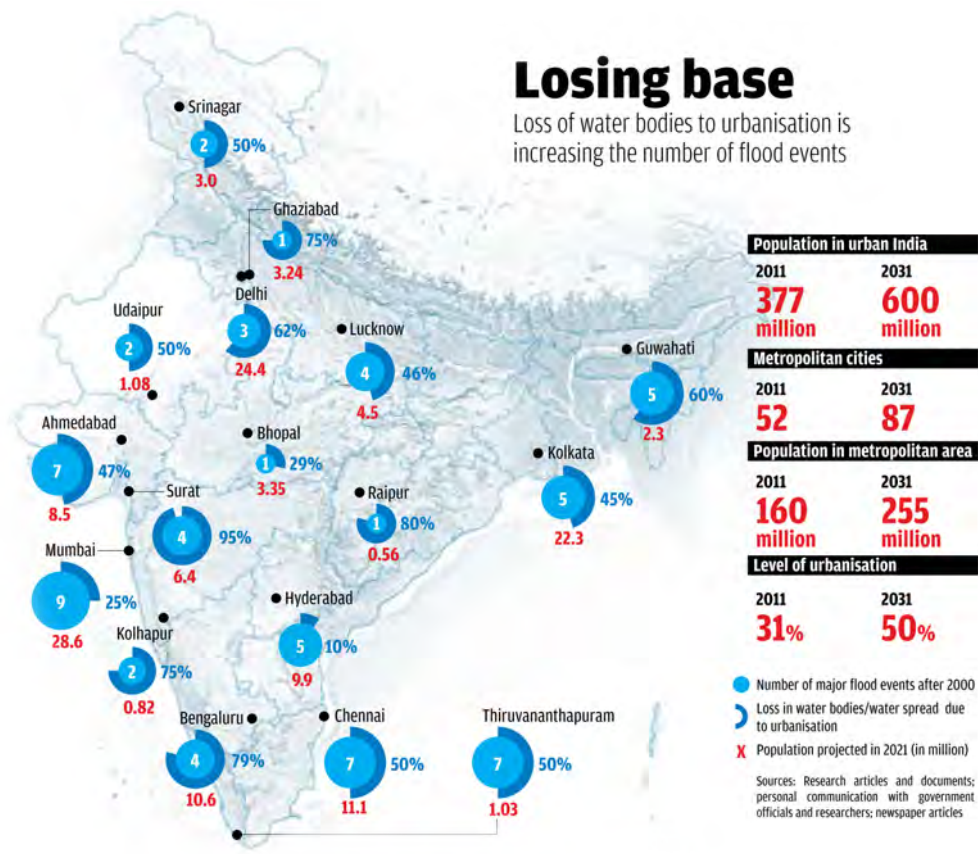 Losing base
Loss of water bodies to urbanisation is
increasing the number of flood events
Srinagar
2
50%
3.0
Ghaziabad
1
75%
3.24
Delhi
3
62%
24.4
Udaipur
2
50%
1.08
Lucknow
4
46%
4.5
Guwahati
5
60%
2.3
Ahmedabad
7
47%
8.5
Bhopal
1
29%
3.35
Kolkata
5
45%
22.3
Surat
4
95%
6.4
Raipur
1
80%
0.56
Mumbai
9
25%
28.6
Hyderabad
5
10%
9.9
Kolhapur
2
75%
0.82
Bengaluru
4
79%
10.6
Chennai
7
50%
11.1
Thiruvananthapuram
7
50%
1.03
Population in urban India
2011 2031
377 600
million million
Metropolitan cities
2011 2031
52 87
Population in metropolitan area
2011 2031
160 255
million million
Level of urbanisation
2011 2031
31% 50%
Number of major flood events after 2000
Loss in water bodies/water spread due
to urbanisation
X Population projected in 2021 (in million)
Sources: Research articles and documents;
personal communication with government
officials and researchers; newspaper articles